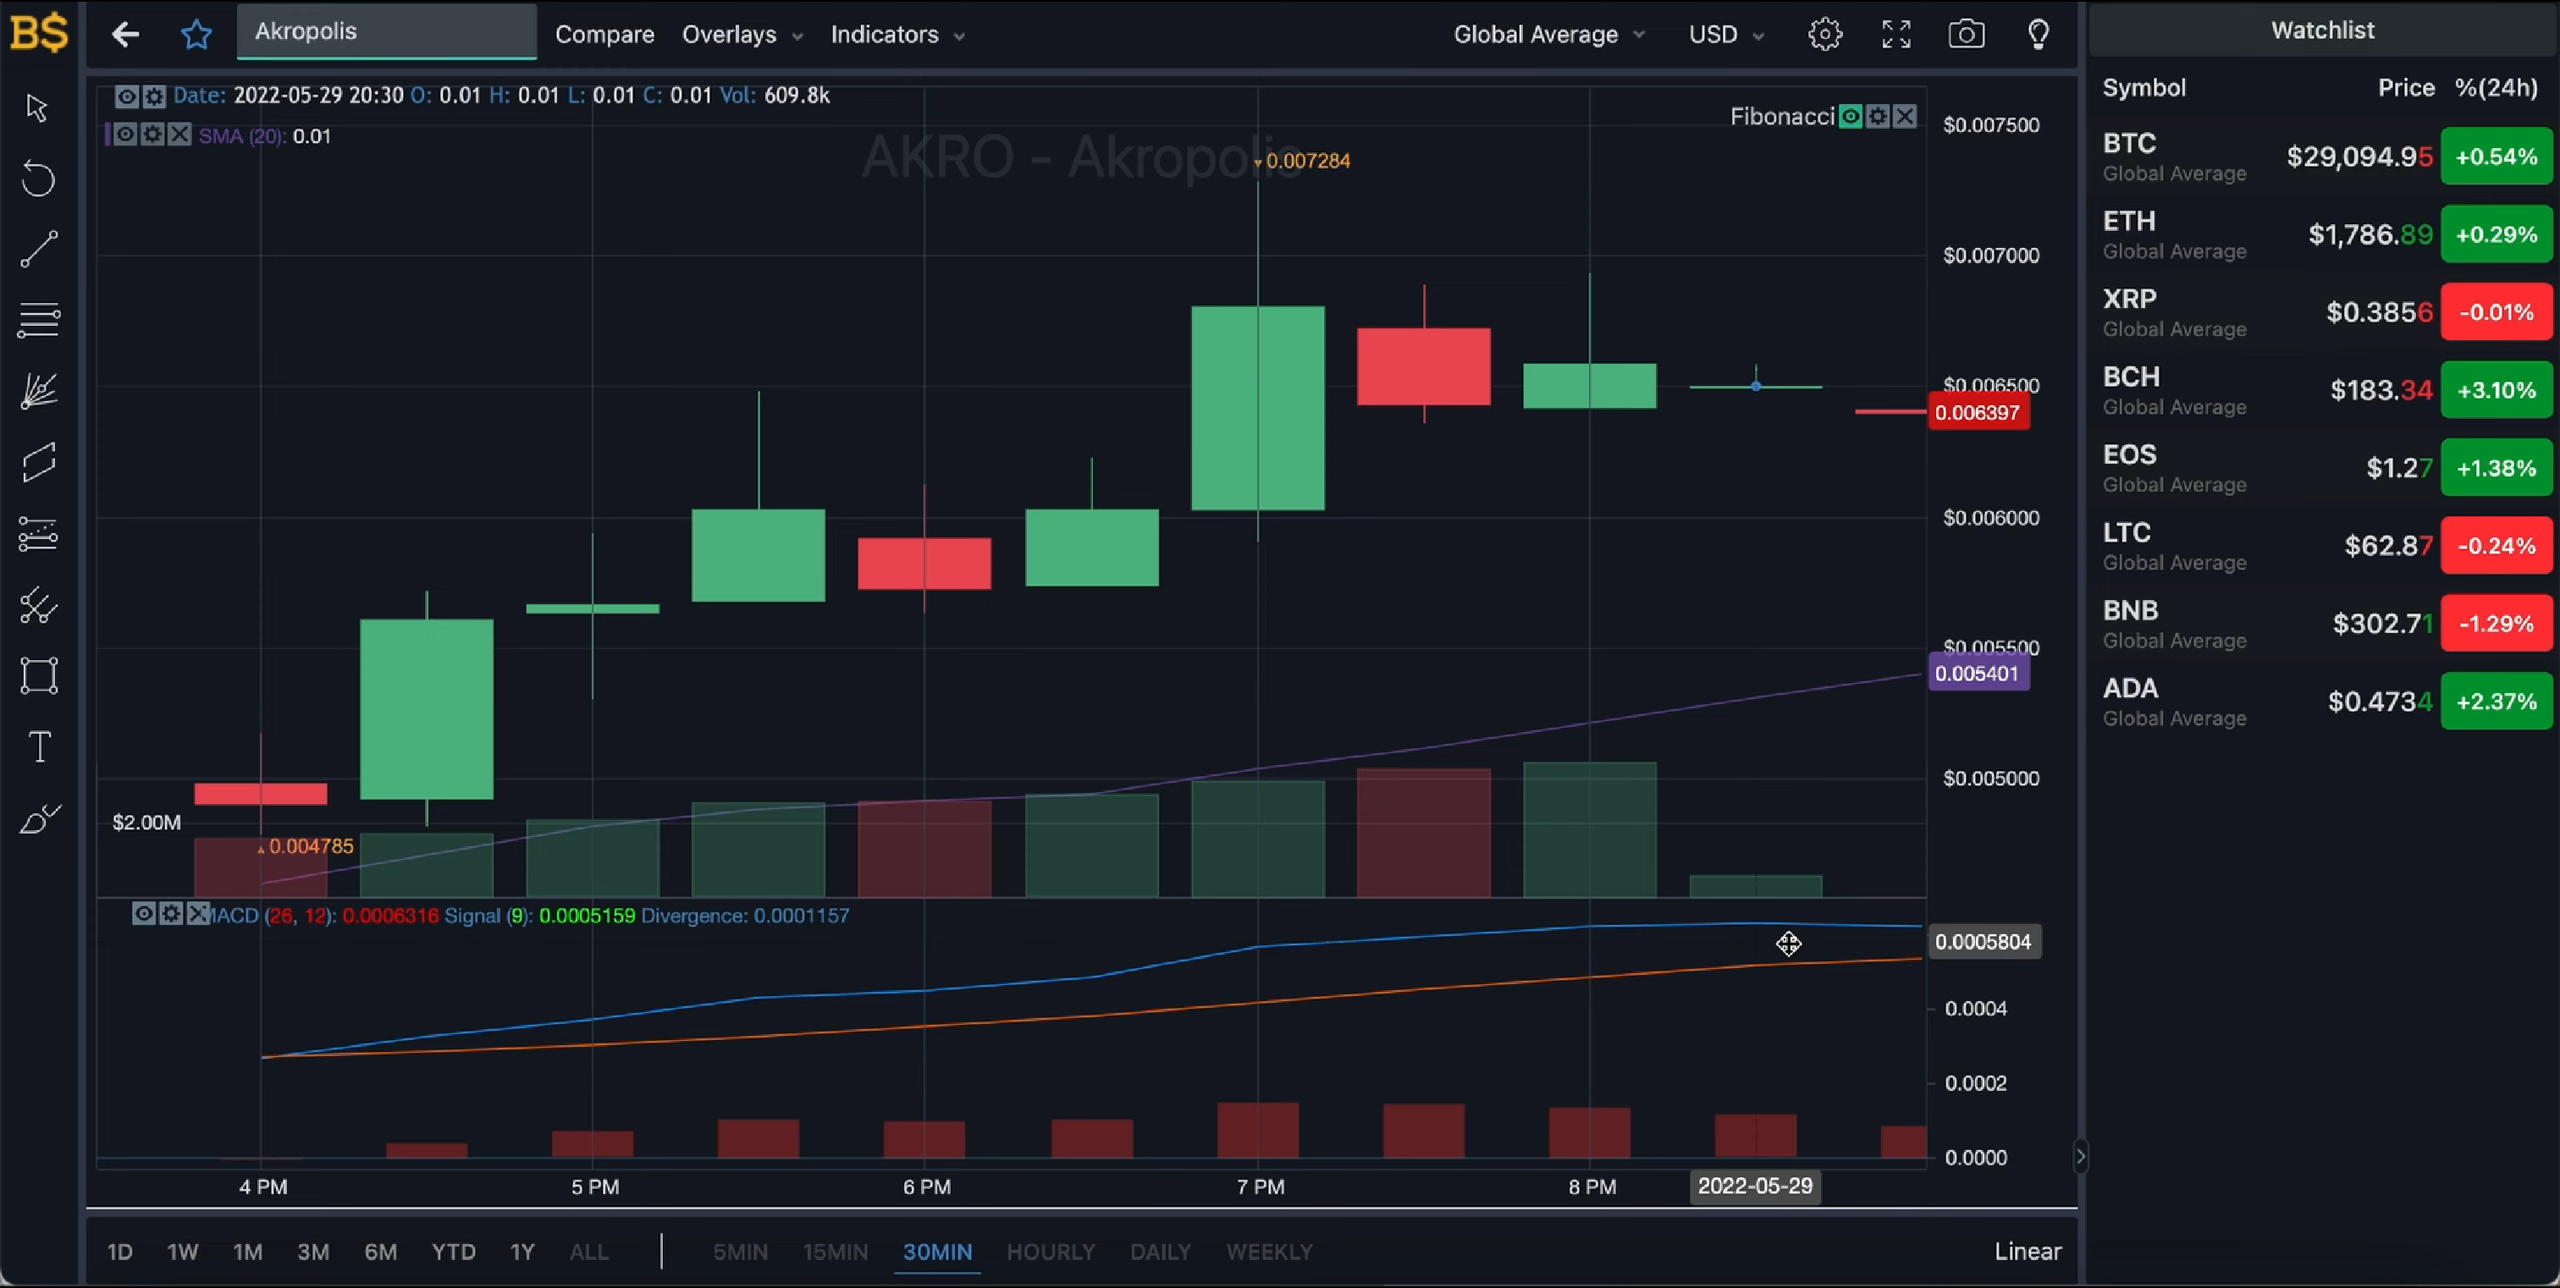 B$
Akropolis
Compare
Overlays
Indicators
Global Average
USD
Date: 2022-05-29 20:30 O: 0.01 H: 0.01 L: 0.01 C: 0.01 Vol: 609.8k
SMA (20): 0.01
Fibonacci
AKRO - Akropolis
0.007284
$0.007500
$0.007000
$0.006500
0.006397
$0.006000
$0.005500
0.005401
$0.005000
$2.00M
0.004785
MACD (26, 12): 0.0006316 Signal (9): 0.0005159 Divergence: 0.0001157
0.0005804
0.0004
0.0002
0.0000
4 PM
5 PM
6 PM
7 PM
8 PM
2022-05-29
1D 1W 1M 3M 6M YTD 1Y ALL
5MIN 15MIN 30MIN HOURLY DAILY WEEKLY
Linear
T
Watchlist
Symbol Price %(24h)
BTC $29,094.95 +0.54%
Global Average
ETH $1,786.89 +0.29%
Global Average
XRP $0.3856 -0.01%
Global Average
BCH $183.34 +3.10%
Global Average
EOS $1.27 +1.38%
Global Average
LTC $62.87 -0.24%
Global Average
BNB $302.71 -1.29%
Global Average
ADA $0.4734 +2.37%
Global Average